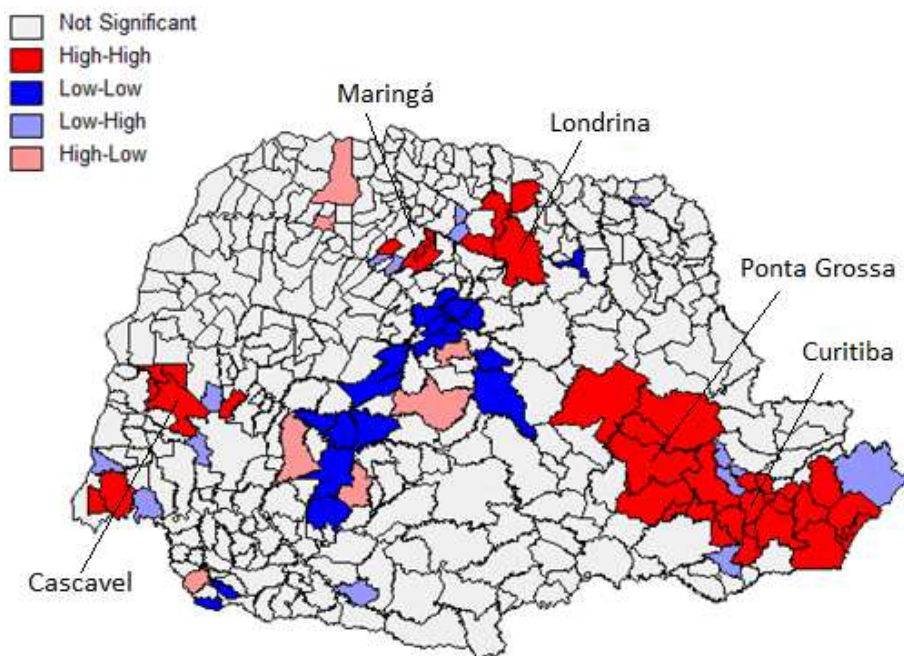 Not Significant
High-High
Low-Low
Low-High
High-Low
Maringá
Londrina
Ponta Grossa
Curitiba
Cascavel